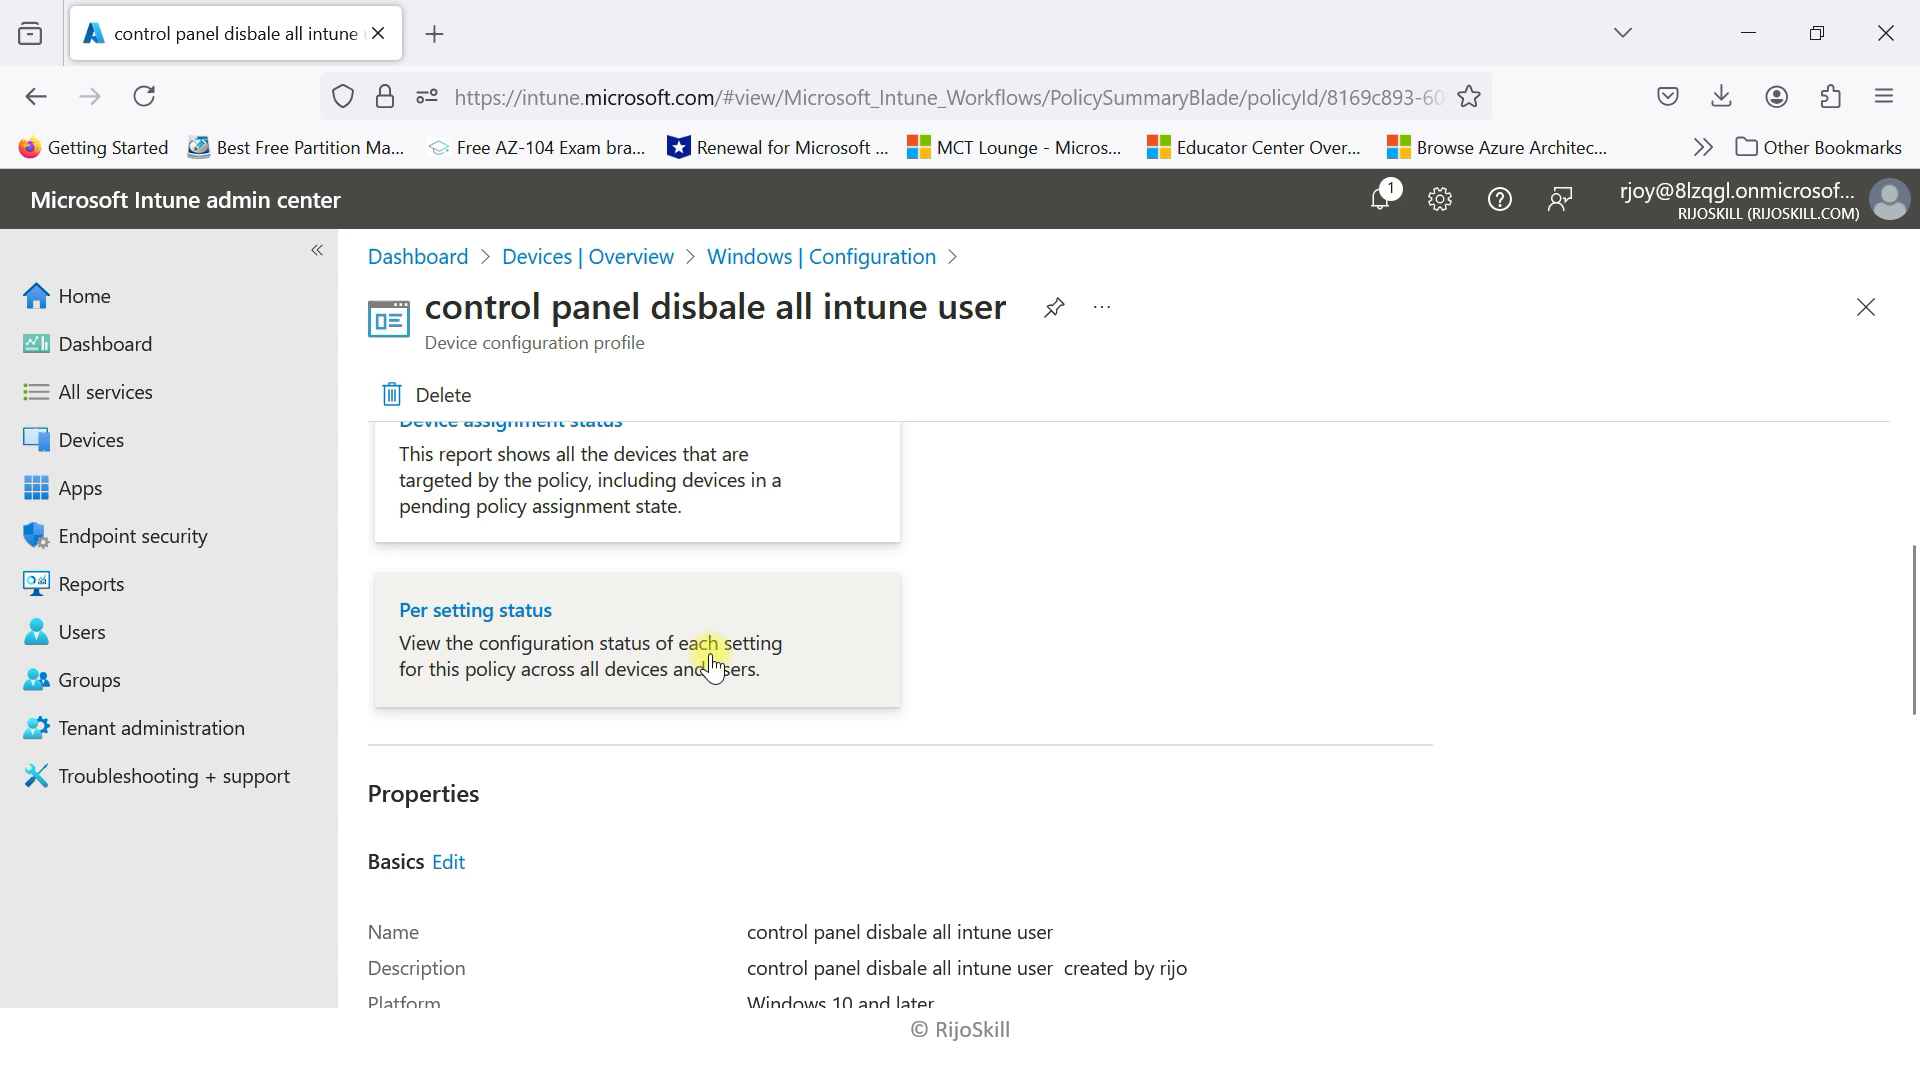 control panel disbale all intune
https://intune.microsoft.com/#view/Microsoft_Intune_Workflows/PolicySummaryBlade/policyId/8169c893-60
Getting Started
Best Free Partition Ma...
Free AZ-104 Exam bra...
Renewal for Microsoft ...
MCT Lounge - Micros...
Educator Center Over...
Browse Azure Architec...
Other Bookmarks
Microsoft Intune admin center
1
rjoy@8lzqgl.onmicrosof...
RIJOSKILL (RIJOSKILL.COM)
Home
Dashboard
All services
Devices
Apps
Endpoint security
Reports
Users
Groups
Tenant administration
Troubleshooting + support
Dashboard > Devices | Overview > Windows | Configuration >
control panel disbale all intune user
Device configuration profile
Delete
Device assignment status
This report shows all the devices that are
targeted by the policy, including devices in a
pending policy assignment state.
Per setting status
View the configuration status of each setting
for this policy across all devices and users.
Properties
Basics Edit
Name control panel disbale all intune user
Description control panel disbale all intune user created by rijo
Platform Windows 10 and later
© RijoSkill